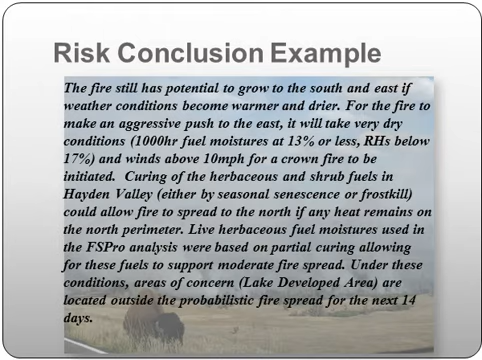 Risk Conclusion Example
The fire still has potential to grow to the south and east if
weather conditions become warmer and drier. For the fire to
make an aggressive push to the east, it will take very dry
conditions (1000hr fuel moistures at 13% or less, RHs below
17%) and winds above 10mph for a crown fire to be
initiated. Curing of the herbaceous and shrub fuels in
Hayden Valley (either by seasonal senescence or frostkill)
could allow fire to spread to the north if any heat remains on
the north perimeter. Live herbaceous fuel moistures used in
the FSPro analysis were based on partial curing allowing
for these fuels to support moderate fire spread. Under these
conditions, areas of concern (Lake Developed Area) are
located outside the probabilistic fire spread for the next 14
days.